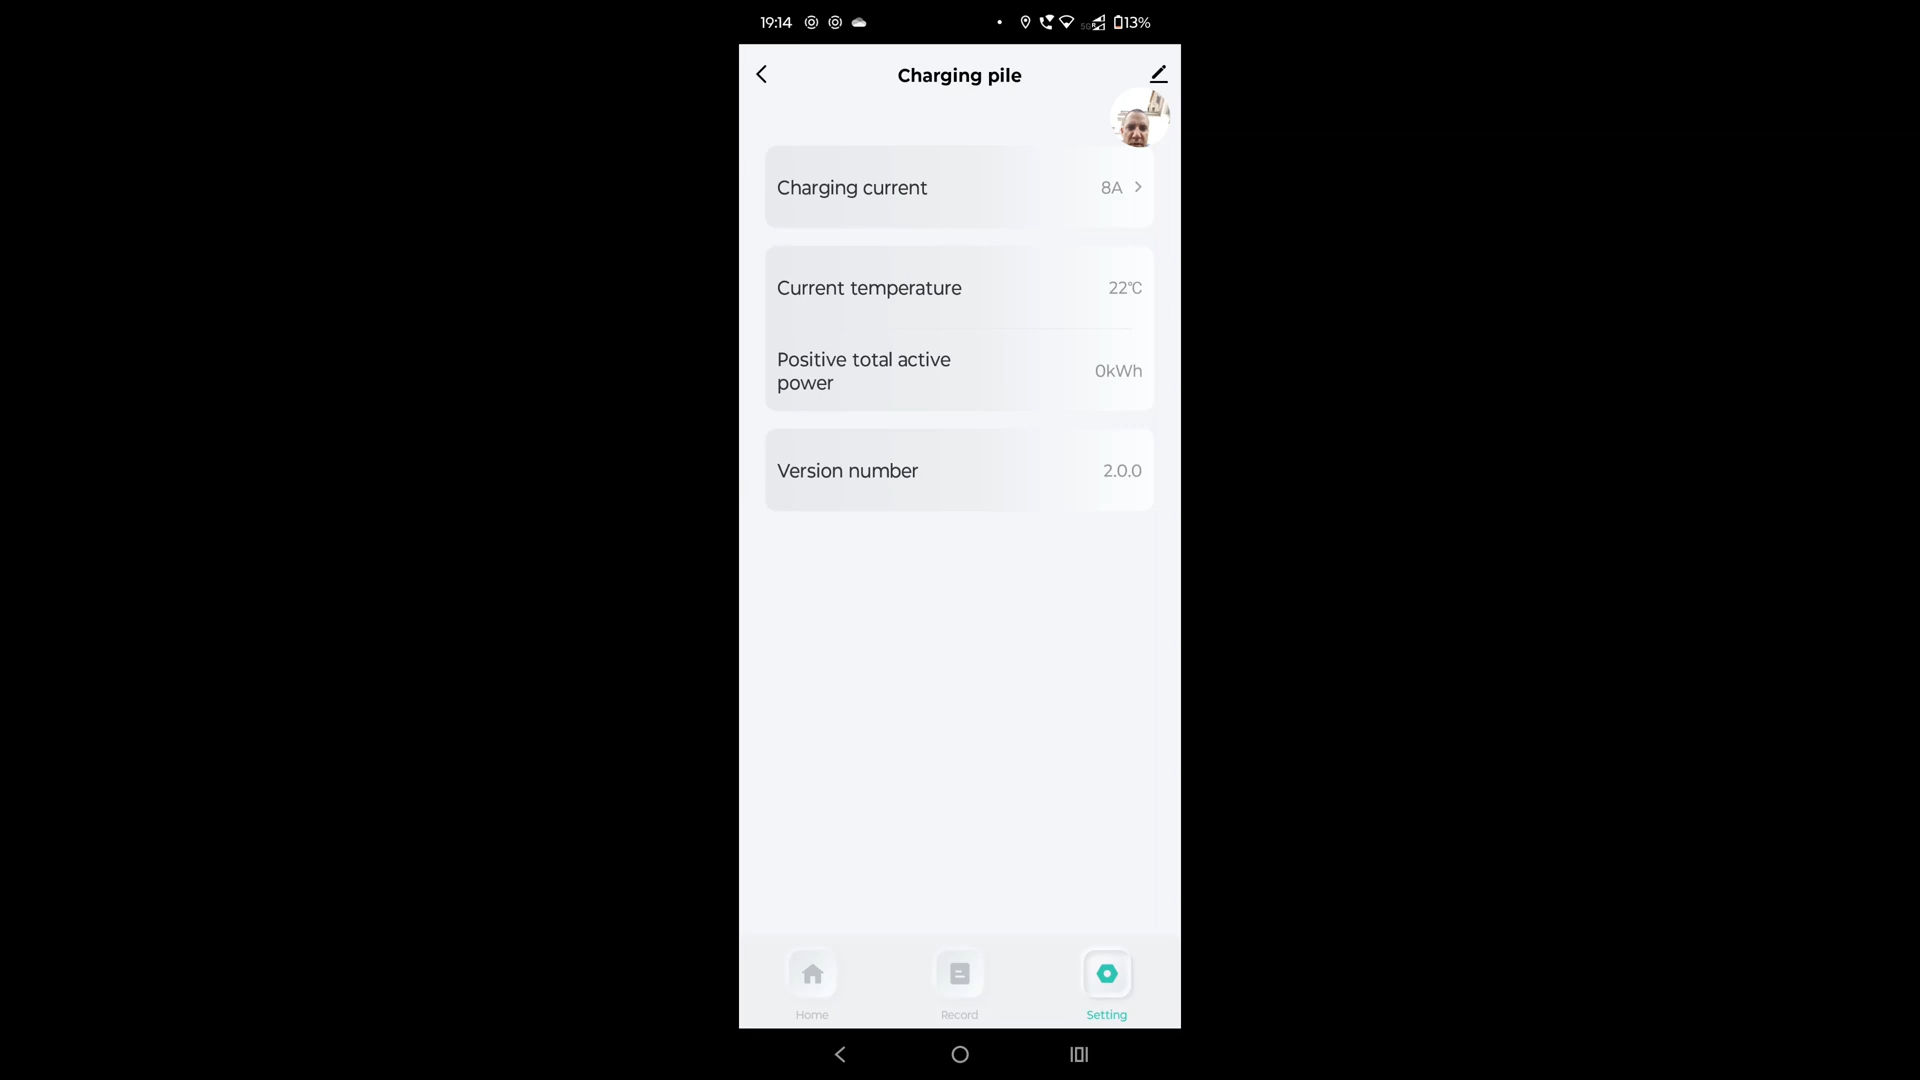 19:14 5G 13%
Charging pile
Charging current 8A
Current temperature 22°C
Positive total active
power
0kWh
Version number 2.0.0
Home Record Setting